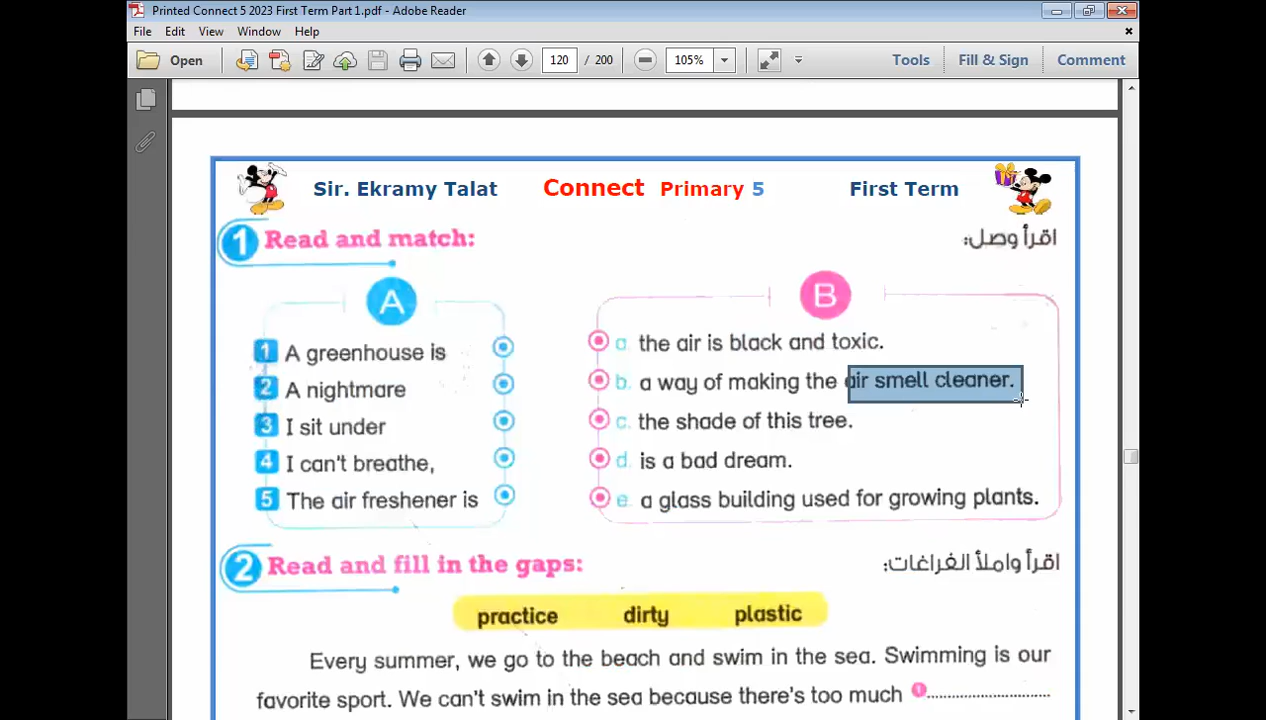 Printed Connect 5 2023 First Term Part 1.pdf - Adobe Reader
File Edit View Window Help
Open 120 / 200 105% Tools Fill & Sign Comment
Sir. Ekramy Talat Connect Primary 5 First Term
1 Read and match: اقرأ وصل:
A B
1 A greenhouse is
2 A nightmare
3 I sit under
4 I can't breathe,
5 The air freshener is
a. the air is black and toxic.
b. a way of making the air smell cleaner.
c. the shade of this tree.
d. is a bad dream.
e. a glass building used for growing plants.
2 Read and fill in the gaps: اقرأ واملأ الفراغات:
practice dirty plastic
Every summer, we go to the beach and swim in the sea. Swimming is our
favorite sport. We can't swim in the sea because there's too much 1..............................